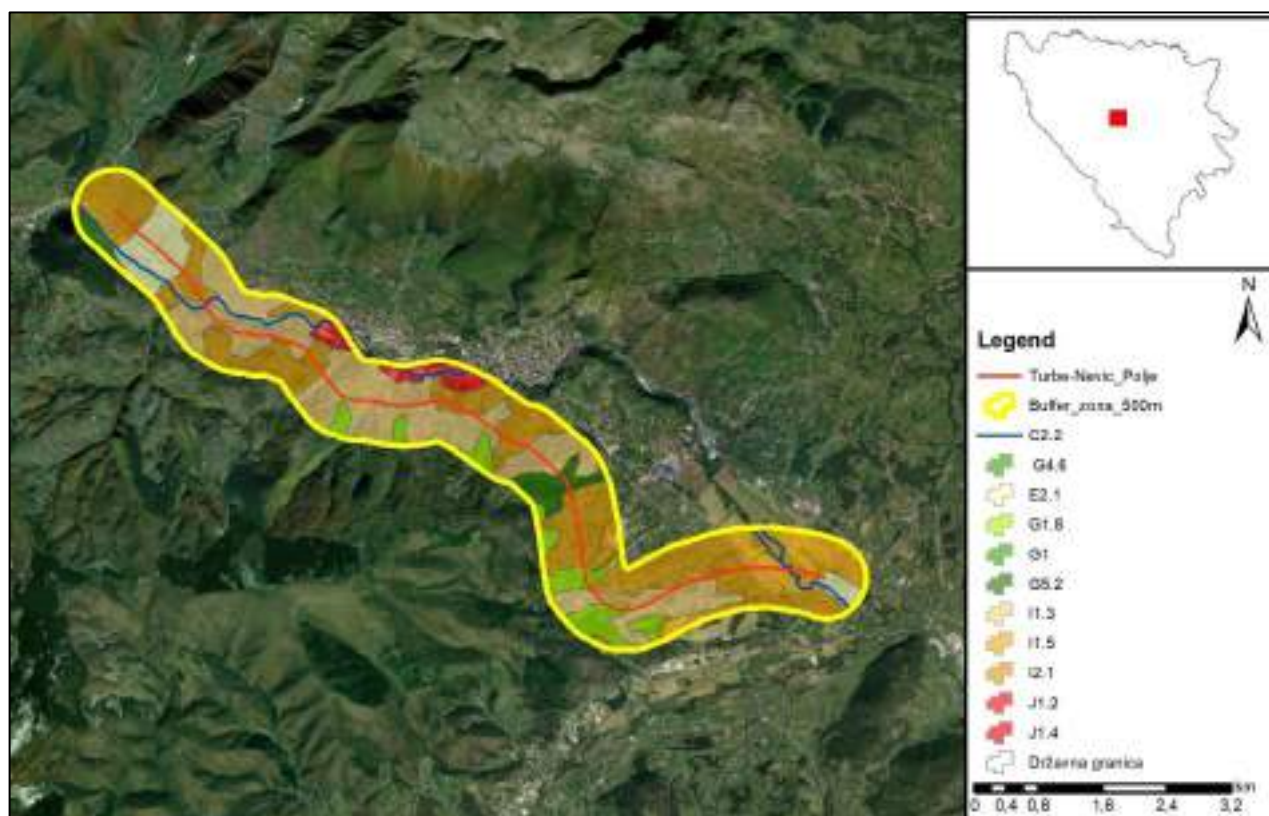 N
Legend
Turbe-Nevic_Polje
Buffer_zona_500m
C2.2
G4.6
E2.1
G1.8
G1
G5.2
I1.3
I1.5
I2.1
J1.2
J1.4
Državna granica
km
0 0,4 0,8 1,6 2,4 3,2